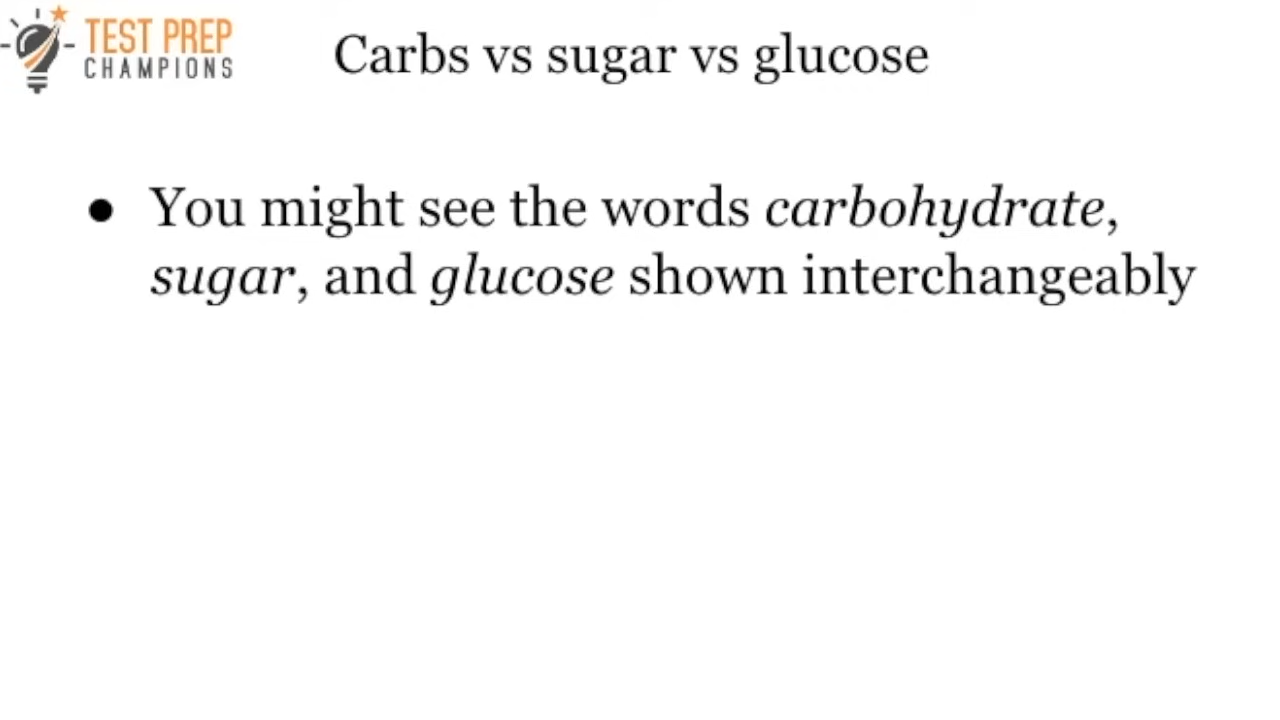 TEST PREP
CHAMPIONS
Carbs vs sugar vs glucose
● You might see the words carbohydrate,
sugar, and glucose shown interchangeably